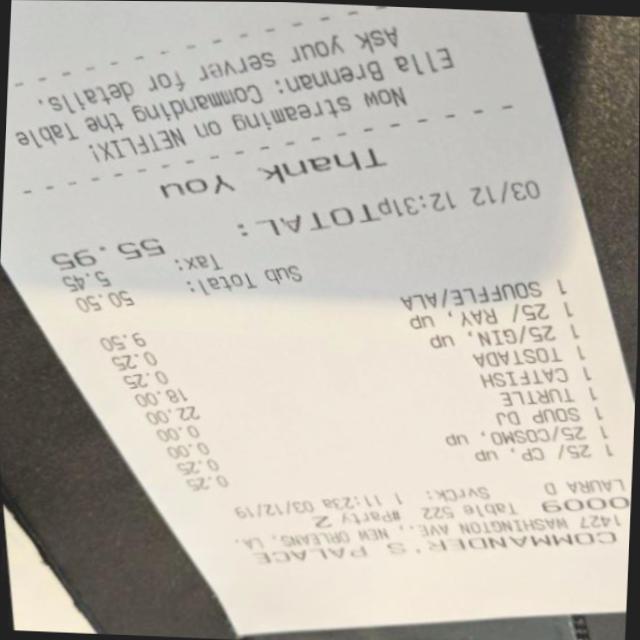 COMMANDER'S PALACE
1427 WASHINGTON AVE., NEW ORLEANS, LA.
0009 Table 522 #Party 2
LAURA D SvrCk: 1 11:23a 03/12/19
1 25/ CP, up 0.25
1 25/COSMO, up 0.25
1 SOUP DJ 0.00
1 TURTLE 0.00
1 CATFISH 22.00
1 TOSTADA 18.00
1 25/GIN, up 0.25
1 25/ RAY, up 0.25
1 SOUFFLE/ALA 9.50
Sub Total: 50.50
Tax: 5.45
03/12 12:31pTOTAL: 55.95
Thank You
Now streaming on NETFLIX!
Ella Brennan: Commanding the Table
Ask your server for details.